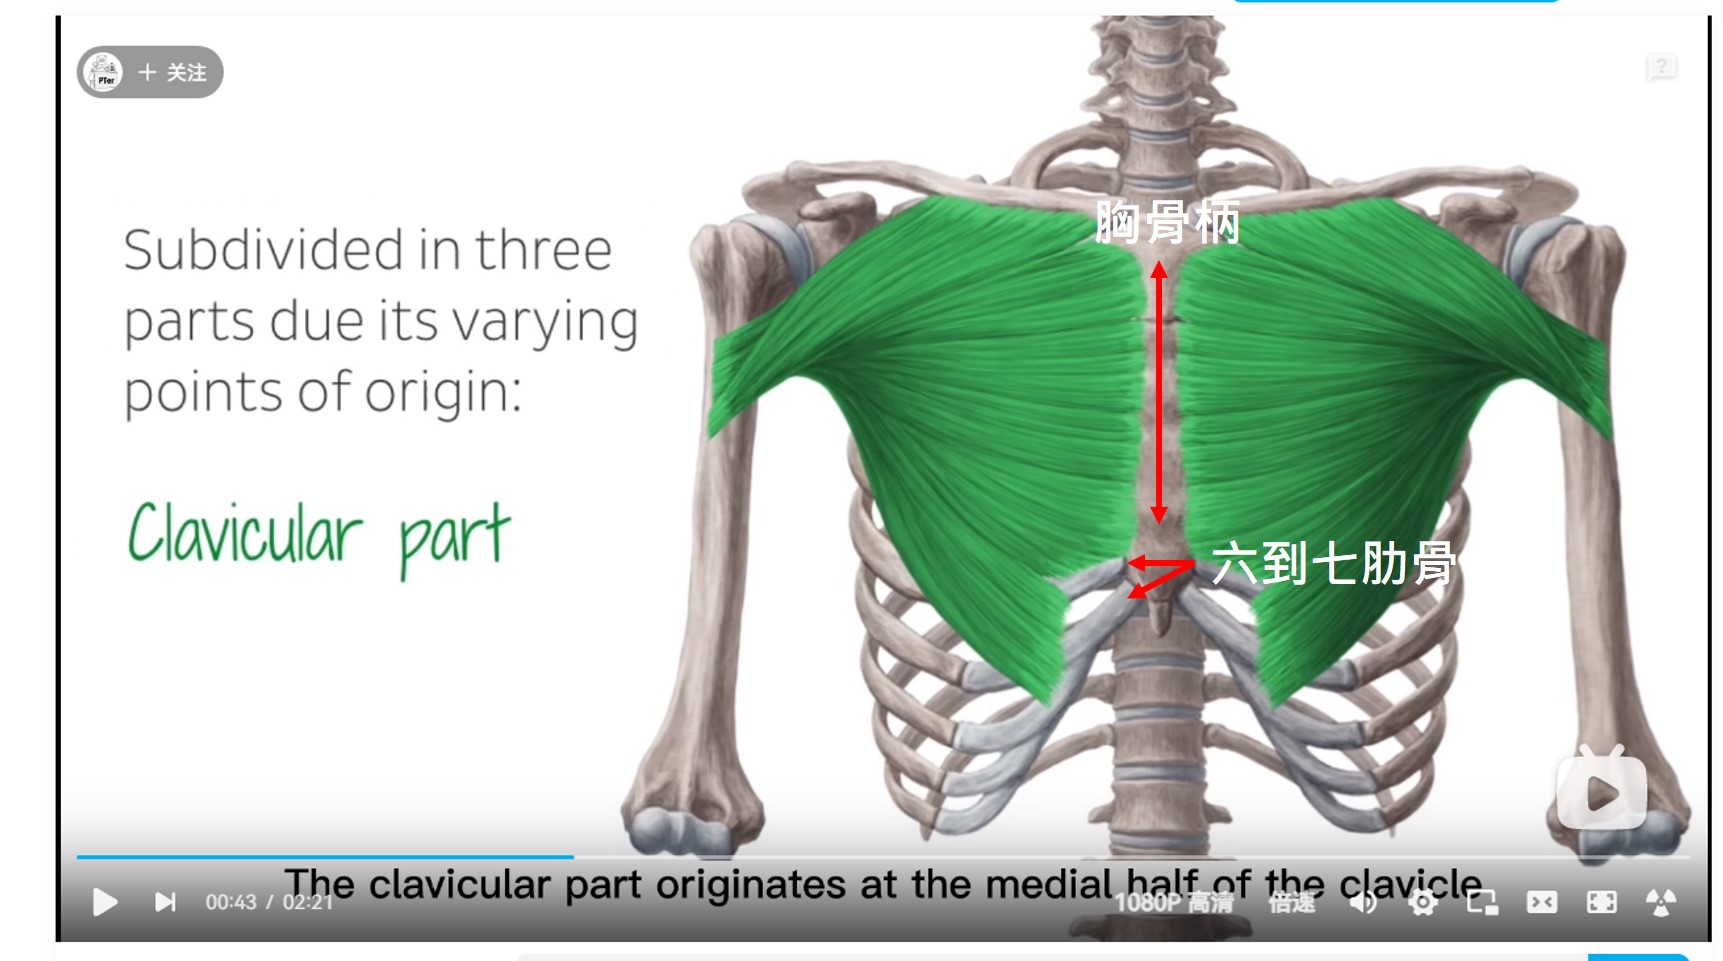 PTer
+ 关注
胸骨柄
Subdivided in three
parts due its varying
points of origin:
Clavicular part
六到七肋骨
The clavicular part originates at the medial half of the clavicle
00:43 / 02:21
1080P 高清
倍速